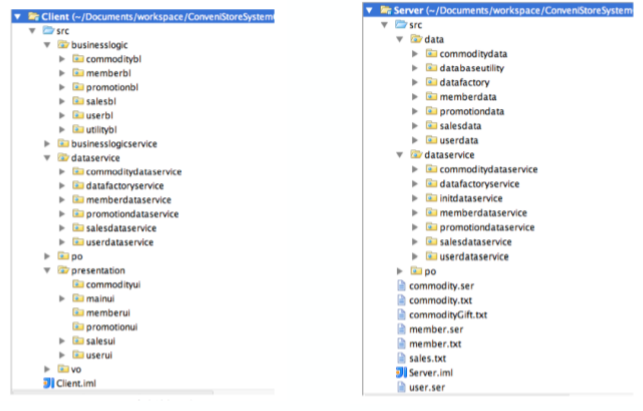 Client (~/Documents/workspace/ConveniStoreSystem
src
businesslogic
commoditybl
memberbl
promotionbl
salesbl
userbl
utilitybl
businesslogicservice
dataservice
commoditydataservice
datafactoryservice
memberdataservice
promotiondataservice
salesdataservice
userdataservice
po
presentation
commodityui
mainui
memberui
promotionui
salesui
userui
vo
Client.iml
Server (~/Documents/workspace/ConveniStoreSystem
src
data
commoditydata
databaseutility
datafactory
memberdata
promotiondata
salesdata
userdata
dataservice
commoditydataservice
datafactoryservice
initdataservice
memberdataservice
promotiondataservice
salesdataservice
userdataservice
po
commodity.ser
commodity.txt
commodityGift.txt
member.ser
member.txt
sales.txt
Server.iml
user.ser